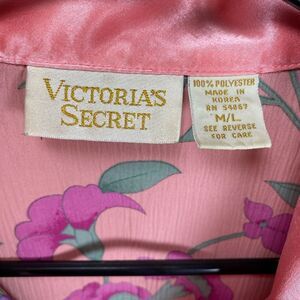 VICTORIA'S
SECRET
100% POLYESTER
MADE IN
KOREA
RN 54867
M/L
SEE REVERSE
FOR CARE